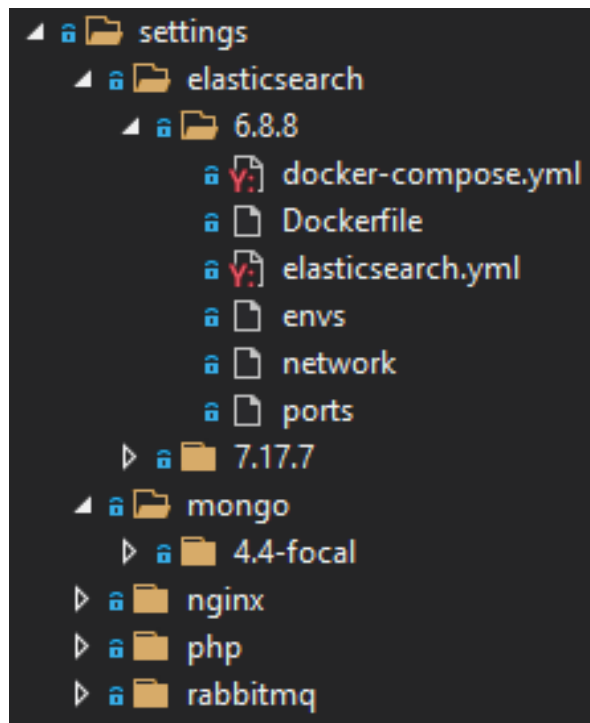 settings
elasticsearch
6.8.8
docker-compose.yml
Dockerfile
elasticsearch.yml
envs
network
ports
7.17.7
mongo
4.4-focal
nginx
php
rabbitmq